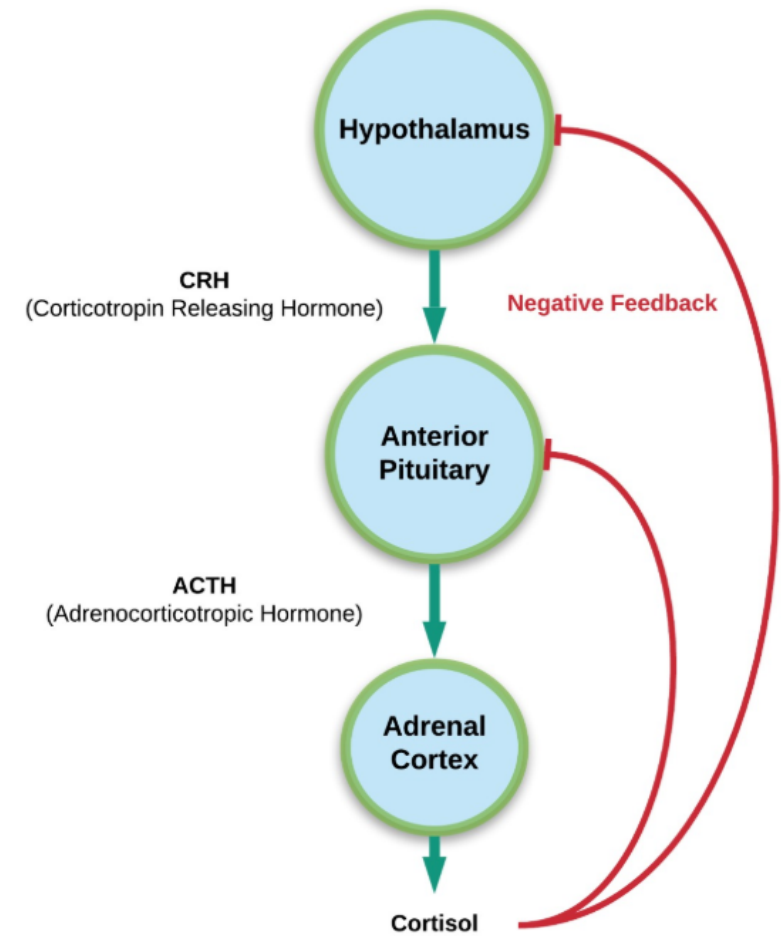 Hypothalamus
CRH
(Corticotropin Releasing Hormone)
Negative Feedback
Anterior
Pituitary
ACTH
(Adrenocorticotropic Hormone)
Adrenal
Cortex
Cortisol